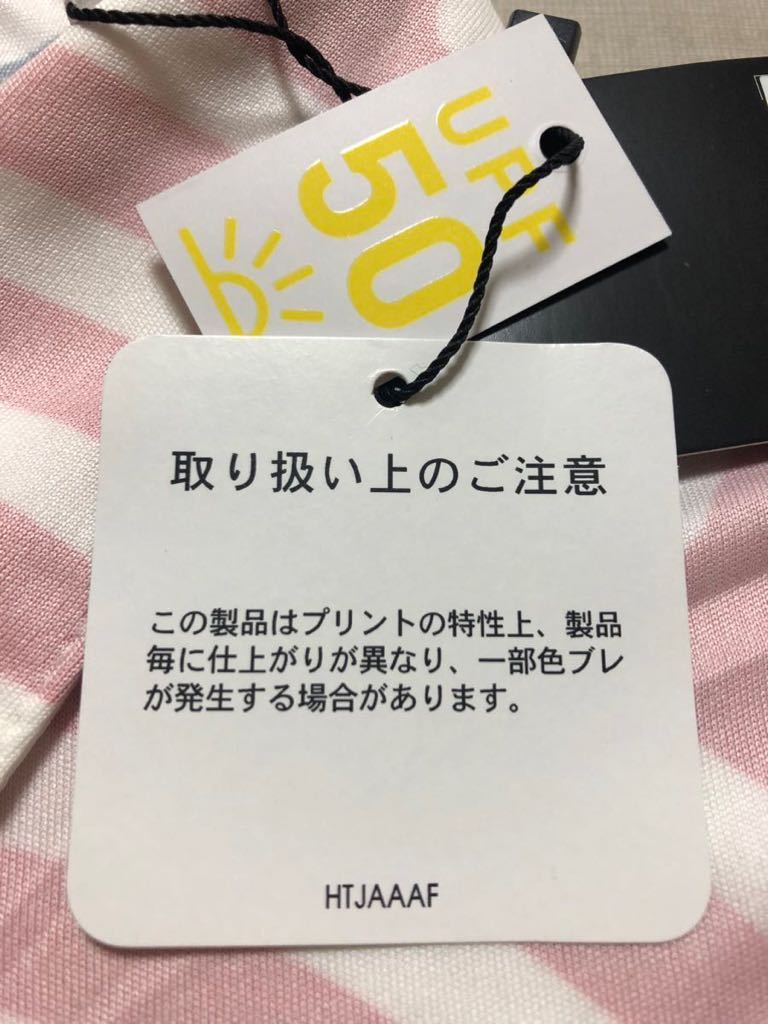 UPF
50
取り扱い上のご注意
この製品はプリントの特性上、製品
毎に仕上がりが異なり、一部色ブレ
が発生する場合があります。
HTJAAAF